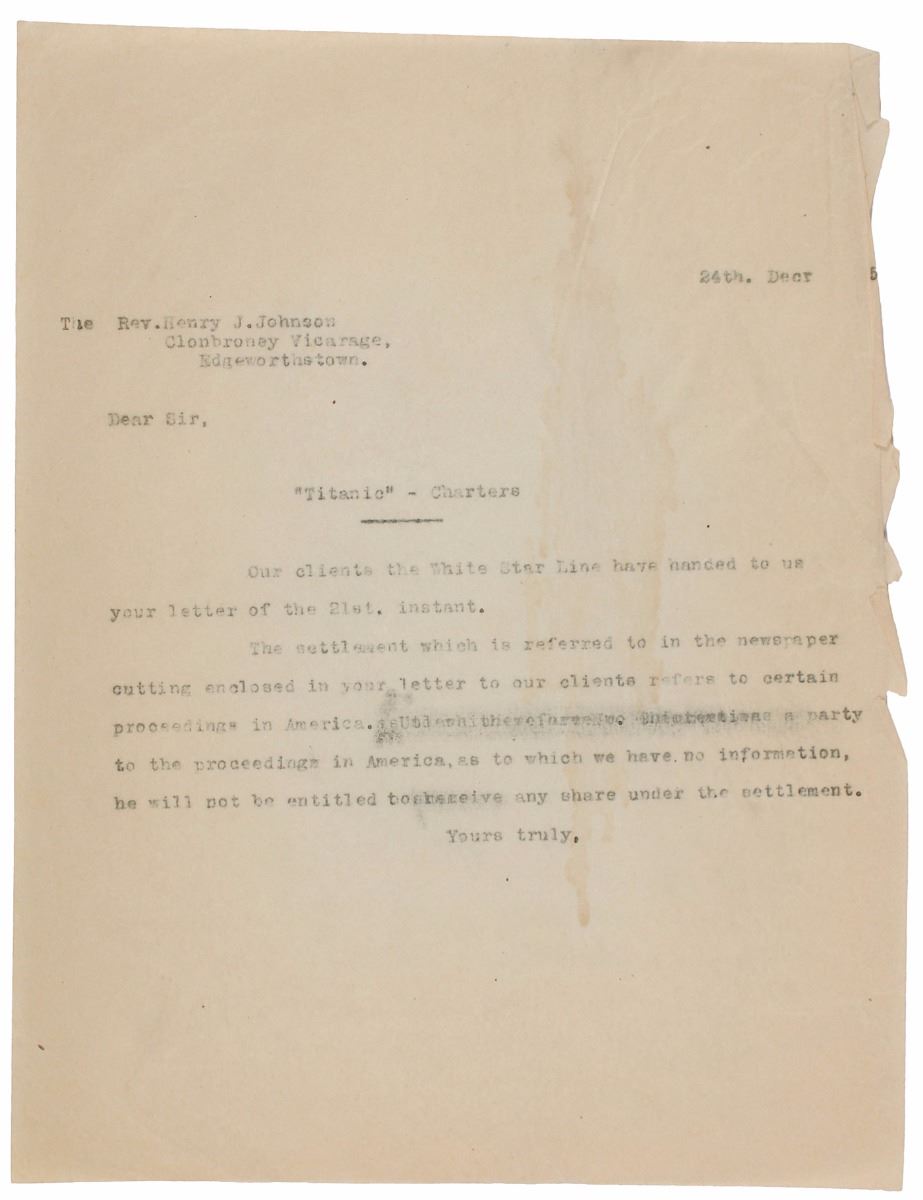 24th. Decr 5
The Rev.Henry J.Johnson
Clonbroney Vicarage,
Edgeworthstown.
Dear Sir,
"Titanic" - Charters
Our clients the White Star Line have handed to us
your letter of the 21st. instant.
The settlement which is referred to in the newspaper
cutting enclosed in your letter to our clients refers to certain
proceedings in America. a party
to the proceedings in America,as to which we have no information,
he will not be entitled to receive any share under the settlement.
Yours truly,